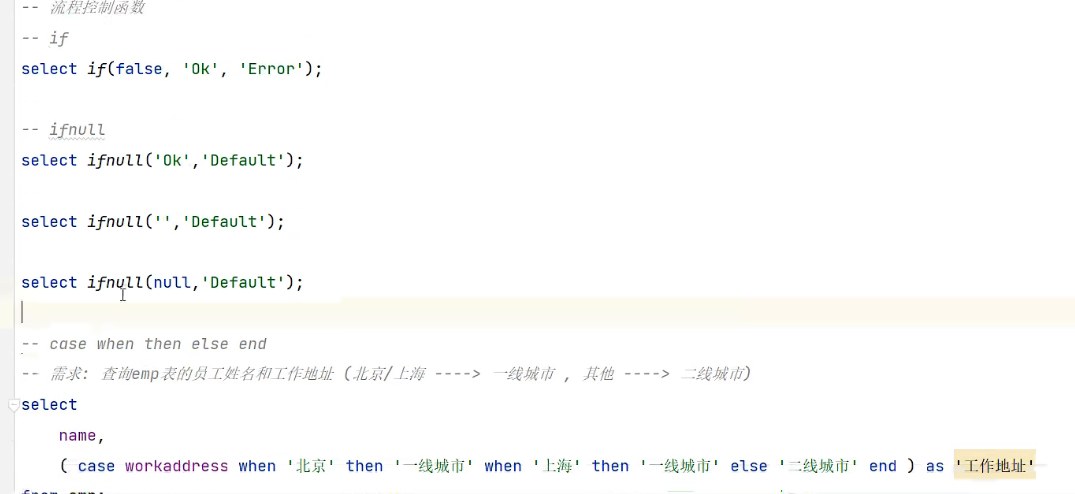 -- 流程控制函数
-- if
select if(false, 'Ok', 'Error');
-- ifnull
select ifnull('Ok','Default');
select ifnull('','Default');
select ifnull(null,'Default');
-- case when then else end
-- 需求: 查询emp表的员工姓名和工作地址 (北京/上海 ----> 一线城市 , 其他 ----> 二线城市)
select
name,
( case workaddress when '北京' then '一线城市' when '上海' then '一线城市' else '二线城市' end ) as '工作地址'
from emp;